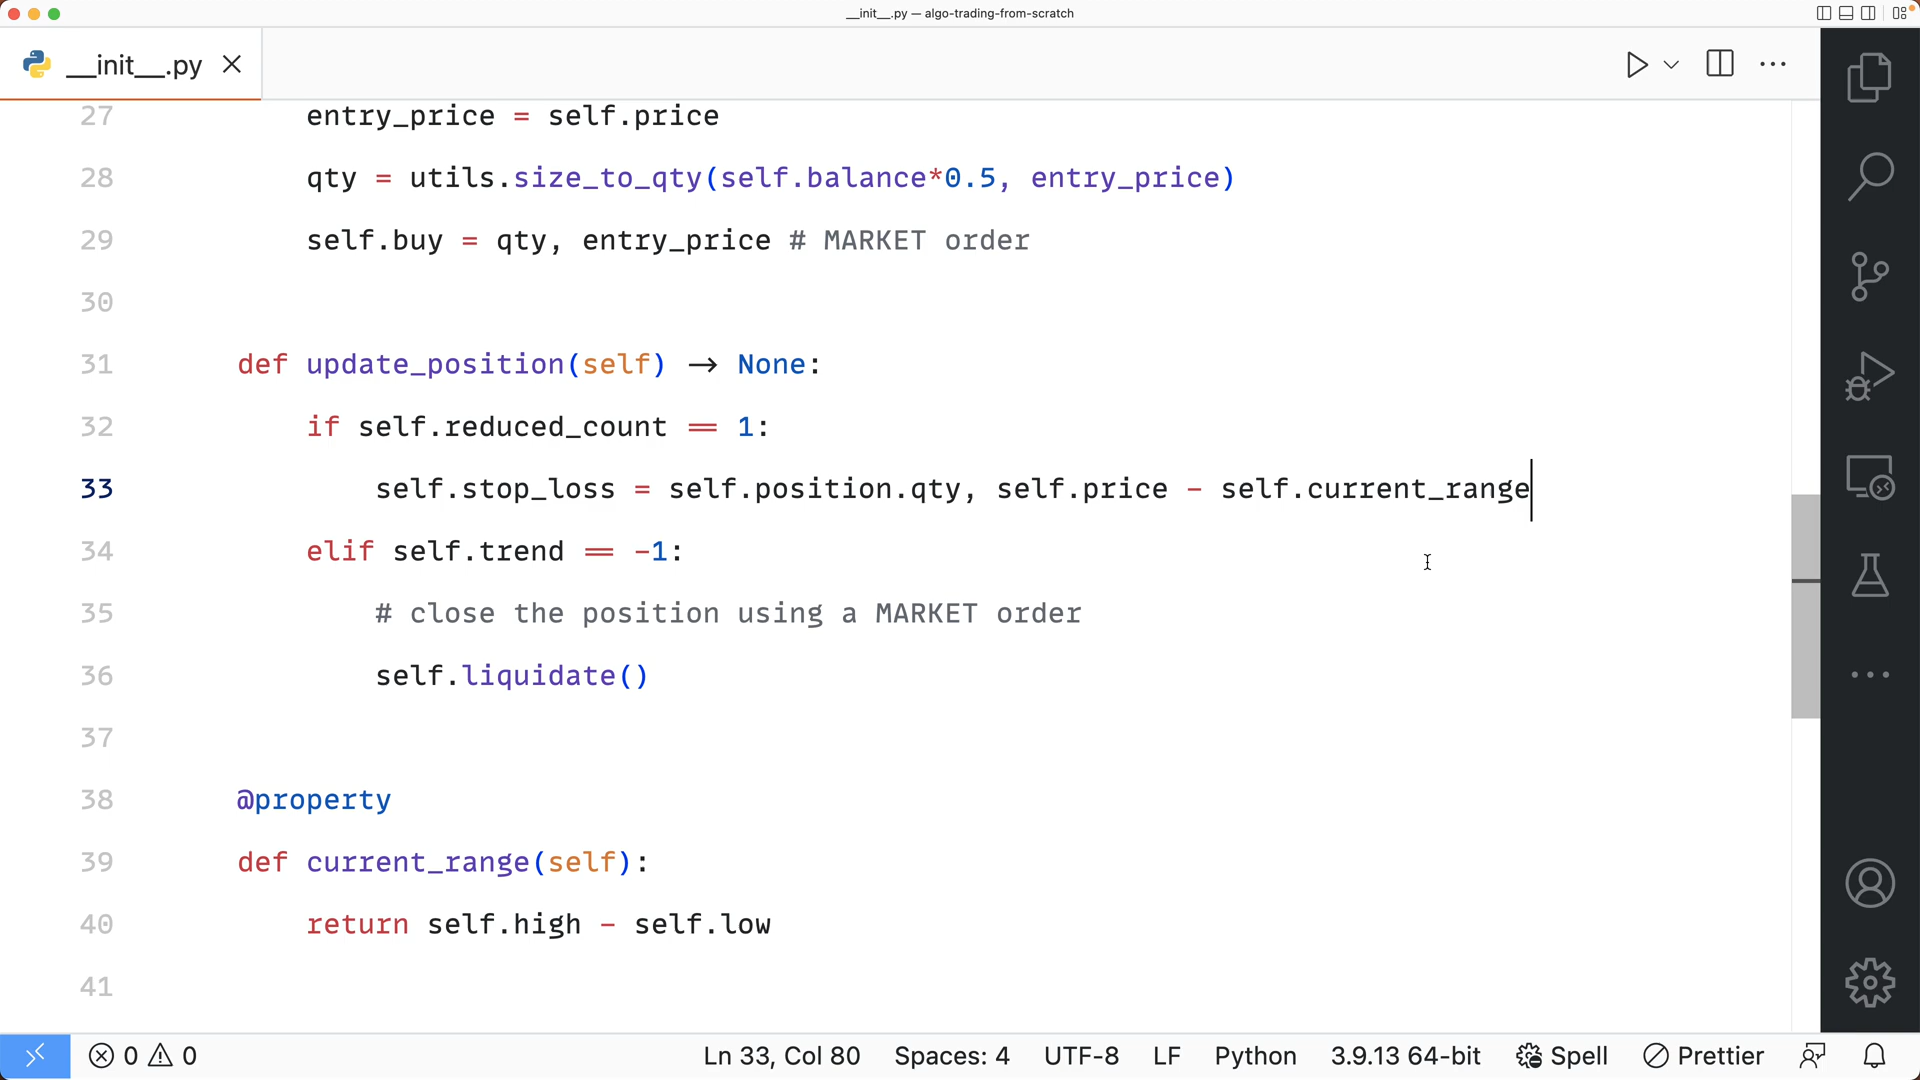 __init__.py — algo-trading-from-scratch
__init__.py
27 entry_price = self.price
28 qty = utils.size_to_qty(self.balance*0.5, entry_price)
29 self.buy = qty, entry_price # MARKET order
30
31 def update_position(self) → None:
32 if self.reduced_count == 1:
33 self.stop_loss = self.position.qty, self.price - self.current_range
34 elif self.trend == -1:
35 # close the position using a MARKET order
36 self.liquidate()
37
38 @property
39 def current_range(self):
40 return self.high - self.low
41
0 0 Ln 33, Col 80 Spaces: 4 UTF-8 LF Python 3.9.13 64-bit Spell Prettier